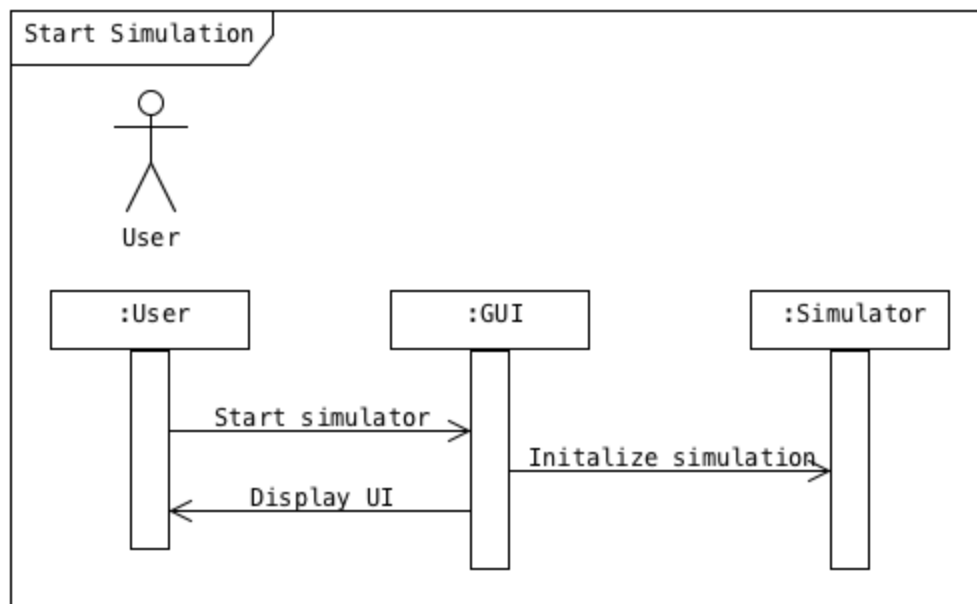 Start Simulation
User
:User
:GUI
:Simulator
Start simulator
Initalize simulation
Display UI